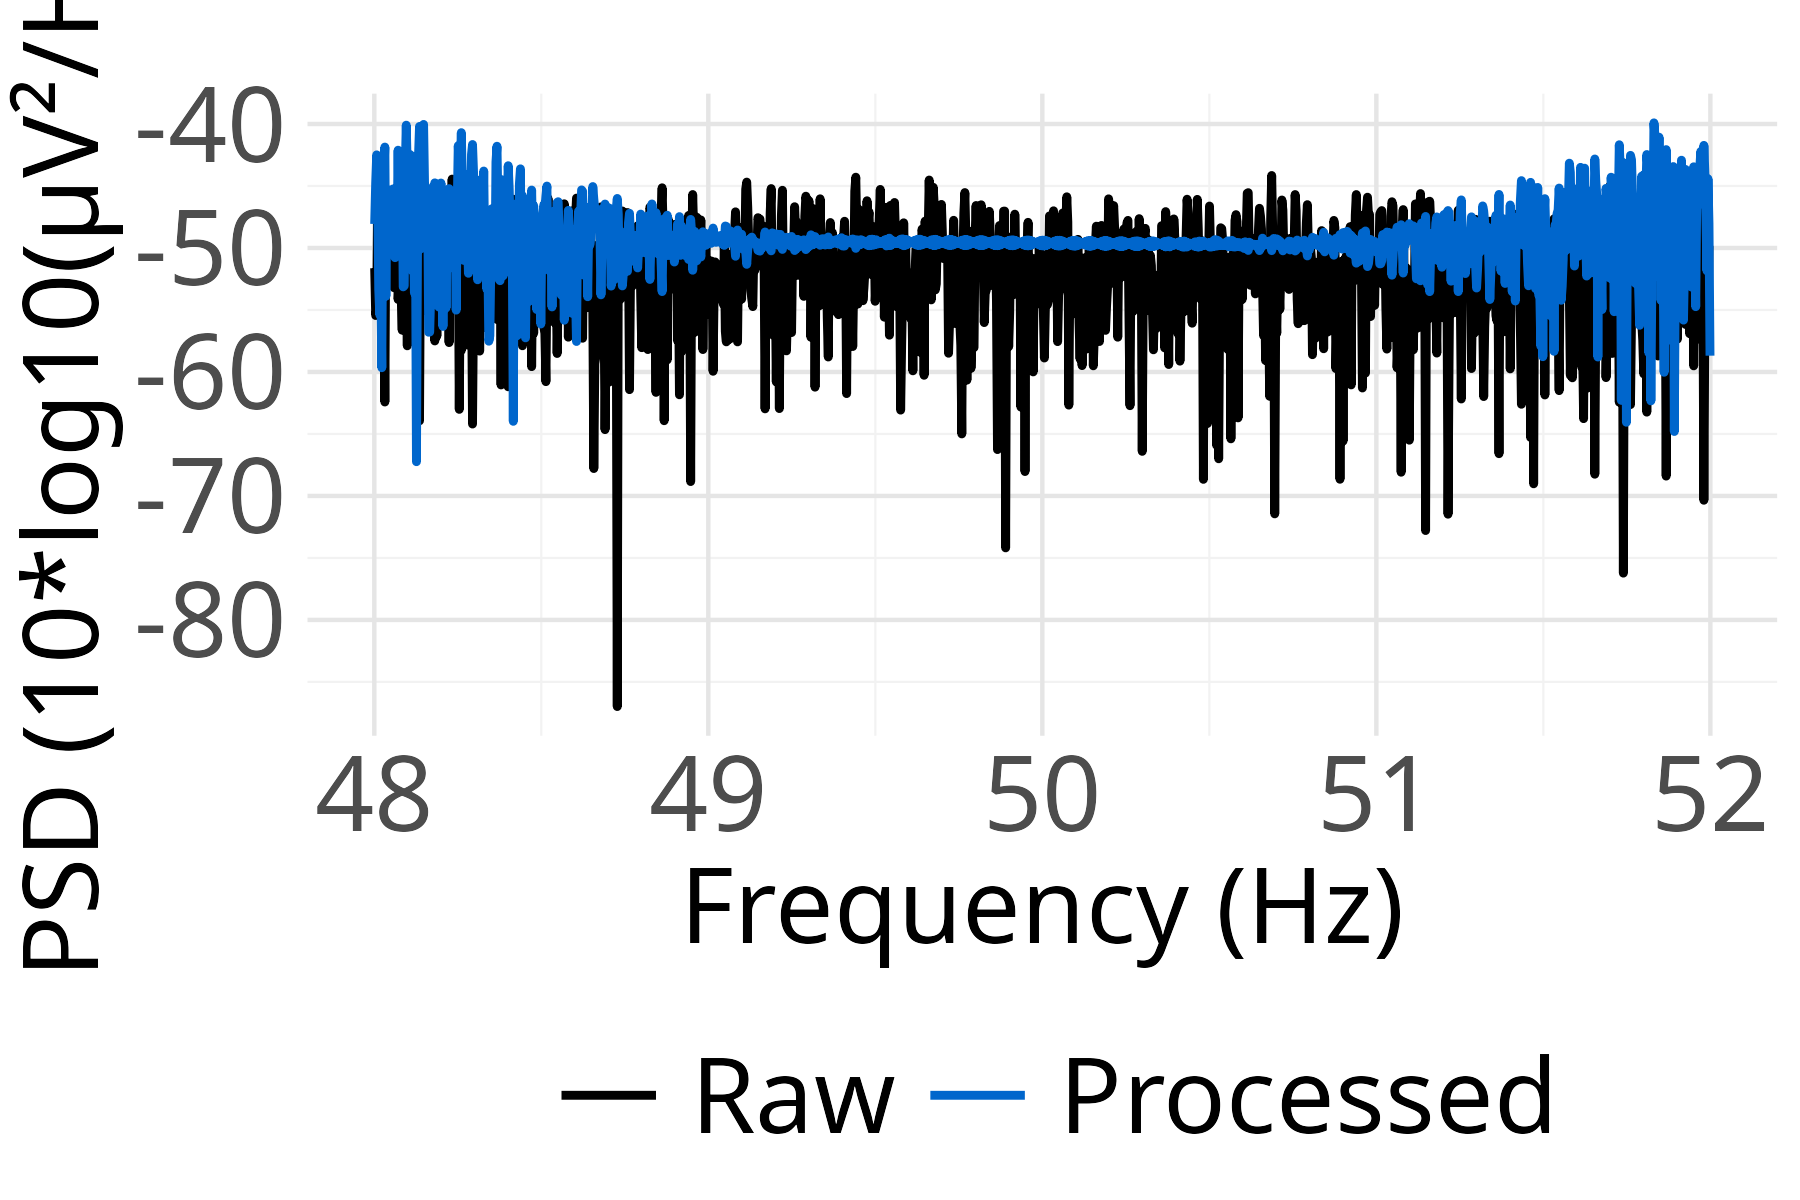 PSD (10*log10(μV²/H
-40
-50
-60
-70
-80
48 49 50 51 52
Frequency (Hz)
Raw Processed